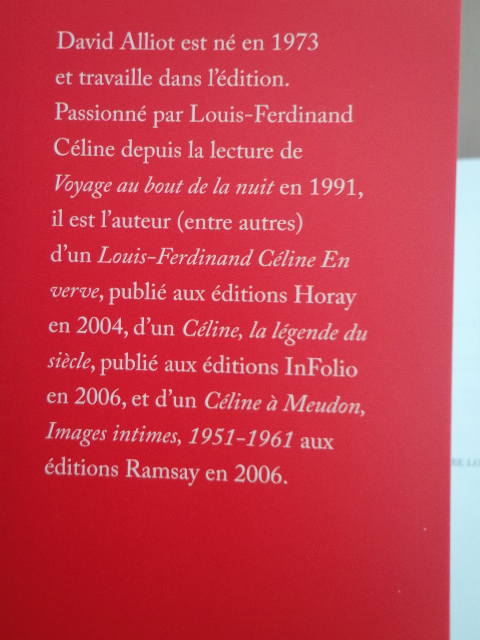 David Alliot est né en 1973
et travaille dans l'édition.
Passionné par Louis-Ferdinand
Céline depuis la lecture de
Voyage au bout de la nuit en 1991,
il est l'auteur (entre autres)
d'un Louis-Ferdinand Céline En
verve, publié aux éditions Horay
en 2004, d'un Céline, la légende du
siècle, publié aux éditions InFolio
en 2006, et d'un Céline à Meudon,
Images intimes, 1951-1961 aux
éditions Ramsay en 2006.